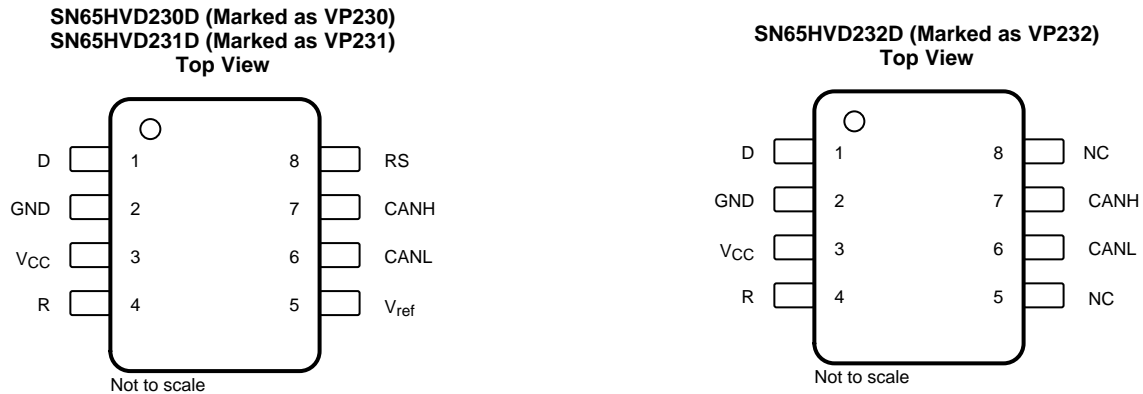 SN65HVD230D (Marked as VP230)
SN65HVD231D (Marked as VP231)
Top View
D 1 8 RS
GND 2 7 CANH
VCC 3 6 CANL
R 4 5 Vref
Not to scale
SN65HVD232D (Marked as VP232)
Top View
D 1 8 NC
GND 2 7 CANH
VCC 3 6 CANL
R 4 5 NC
Not to scale